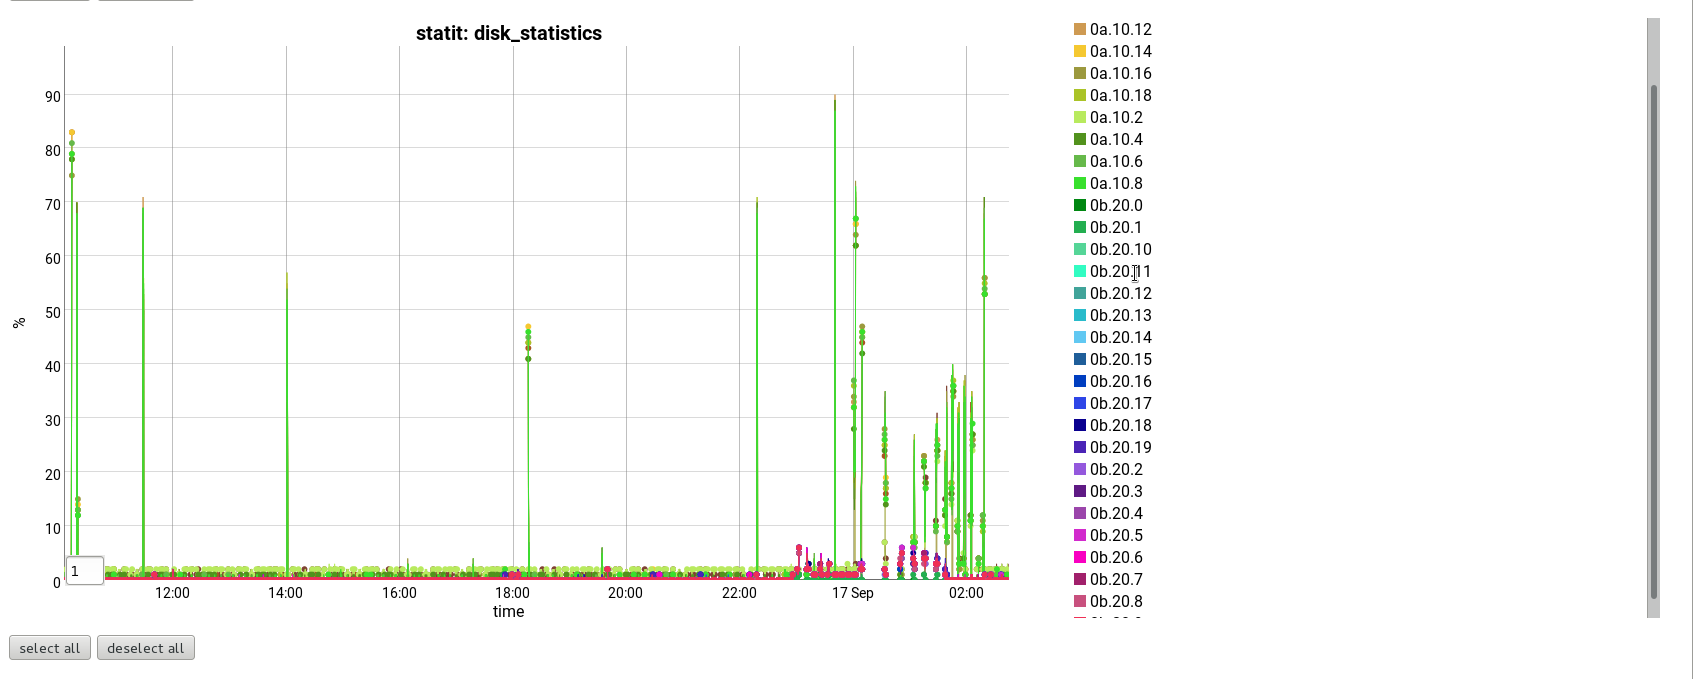 statit: disk_statistics
90
80
70
60
50
40
30
20
10
0
%
1
12:00
14:00
16:00
18:00
20:00
22:00
17 Sep
02:00
time
0a.10.12
0a.10.14
0a.10.16
0a.10.18
0a.10.2
0a.10.4
0a.10.6
0a.10.8
0b.20.0
0b.20.1
0b.20.10
0b.20.11
0b.20.12
0b.20.13
0b.20.14
0b.20.15
0b.20.16
0b.20.17
0b.20.18
0b.20.19
0b.20.2
0b.20.3
0b.20.4
0b.20.5
0b.20.6
0b.20.7
0b.20.8
select all
deselect all